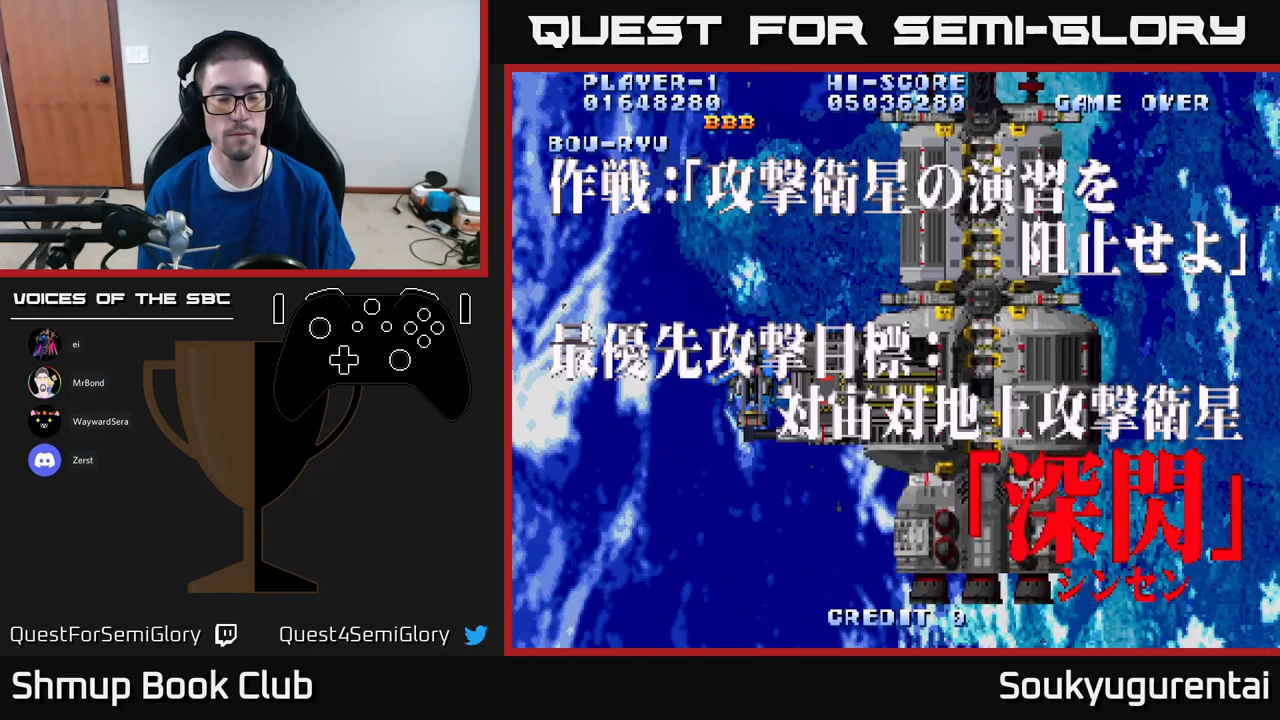 QUEST FOR SEMI-GLORY
PLAYER-1
01648280
HI-SCORE
05036280
GAME OVER
BBB
BOU-RYU
作戦：「攻撃衛星の演習を
阻止せよ」
最優先攻撃目標：
対宙対地上攻撃衛星
「深閃」
シンセン
CREDIT 9
VOICES OF THE SBC
ei
MrBond
WaywardSera
Zerst
QuestForSemiGlory
Quest4SemiGlory
Shmup Book Club
Soukyugurentai